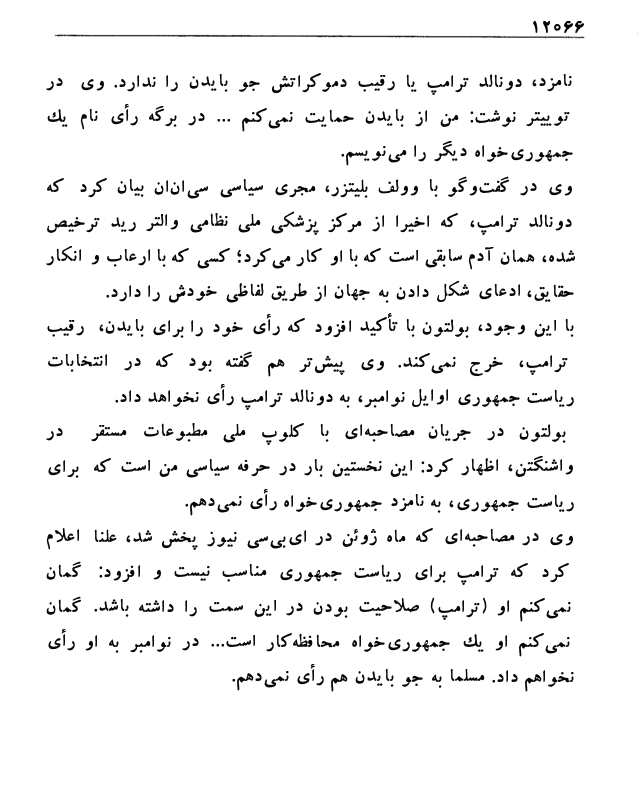 ۱۲۰۶۶
نامزد، دونالد ترامپ یا رقیب دموکراتش جو بایدن را ندارد. وی در
توییتر نوشت: من از بایدن حمایت نمی‌کنم ... در برگه رأی نام یك
جمهوری‌خواه دیگر را می‌نویسم.
وی در گفت‌وگو با وولف بلیتزر، مجری سیاسی سی‌ان‌ان بیان کرد که
دونالد ترامپ، که اخیرا از مرکز پزشکی ملی نظامی والتر رید ترخیص
شده، همان آدم سابقی است که با او کار می‌کرد؛ کسی که با ارعاب و انکار
حقایق، ادعای شکل دادن به جهان از طریق لفاظی خودش را دارد.
با این وجود، بولتون با تأکید افزود که رأی خود را برای بایدن، رقیب
ترامپ، خرج نمی‌کند. وی پیش‌تر هم گفته بود که در انتخابات
ریاست جمهوری اوایل نوامبر، به دونالد ترامپ رأی نخواهد داد.
بولتون در جریان مصاحبه‌ای با کلوپ ملی مطبوعات مستقر در
واشنگتن، اظهار کرد: این نخستین بار در حرفه سیاسی من است که برای
ریاست جمهوری، به نامزد جمهوری‌خواه رأی نمی‌دهم.
وی در مصاحبه‌ای که ماه ژوئن در ای‌بی‌سی نیوز پخش شد، علنا اعلام
کرد که ترامپ برای ریاست جمهوری مناسب نیست و افزود: گمان
نمی‌کنم او (ترامپ) صلاحیت بودن در این سمت را داشته باشد. گمان
نمی‌کنم او یك جمهوری‌خواه محافظه‌کار است... در نوامبر به او رأی
نخواهم داد. مسلما به جو بایدن هم رأی نمی‌دهم.